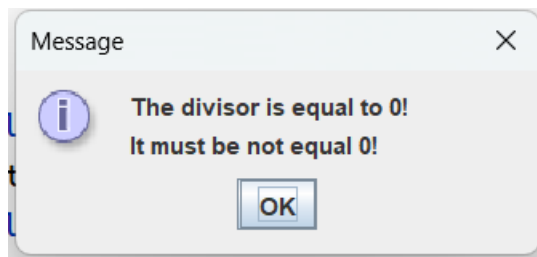 Message
The divisor is equal to 0!
It must be not equal 0!
OK